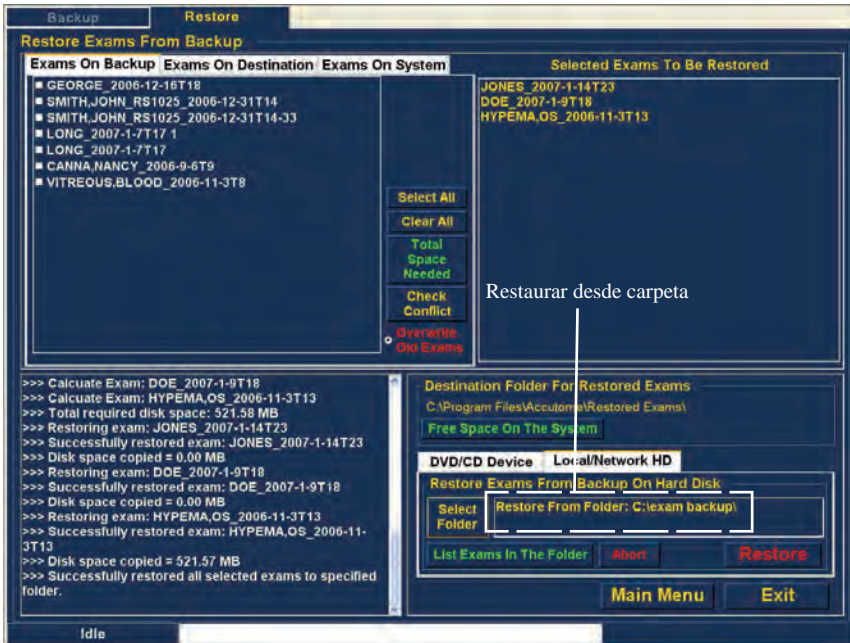 Backup Restore
Restore Exams From Backup
Exams On Backup Exams On Destination Exams On System
GEORGE_2006-12-16T18
SMITH,JOHN_RS1025_2006-12-31T14
SMITH,JOHN_RS1025_2006-12-31T14-33
LONG_2007-1-7T17 1
LONG_2007-1-7T17
CANNA,NANCY_2006-9-6T9
VITREOUS,BLOOD_2006-11-3T8
Select All
Clear All
Total
Space
Needed
Check
Conflict
Overwrite
Old Exams
Selected Exams To Be Restored
JONES_2007-1-14T23
DOE_2007-1-9T18
HYPEMA,OS_2006-11-3T13
Restaurar desde carpeta
>>> Calcuate Exam: DOE_2007-1-9T18
>>> Calcuate Exam: HYPEMA,OS_2006-11-3T13
>>> Total required disk space: 521.58 MB
>>> Restoring exam: JONES_2007-1-14T23
>>> Successfully restored exam: JONES_2007-1-14T23
>>> Disk space copied = 0.00 MB
>>> Restoring exam: DOE_2007-1-9T18
>>> Successfully restored exam: DOE_2007-1-9T18
>>> Disk space copied = 0.00 MB
>>> Restoring exam: HYPEMA,OS_2006-11-3T13
>>> Successfully restored exam: HYPEMA,OS_2006-11-
3T13
>>> Disk space copied = 521.57 MB
>>> Successfully restored all selected exams to specified
folder.
Destination Folder For Restored Exams
C:\Program Files\Accutome\Restored Exams\
Free Space On The System
DVD/CD Device Local/Network HD
Restore Exams From Backup On Hard Disk
Select
Folder
Restore From Folder: C:\exam backup\
List Exams In The Folder Abort Restore
Main Menu Exit
Idle